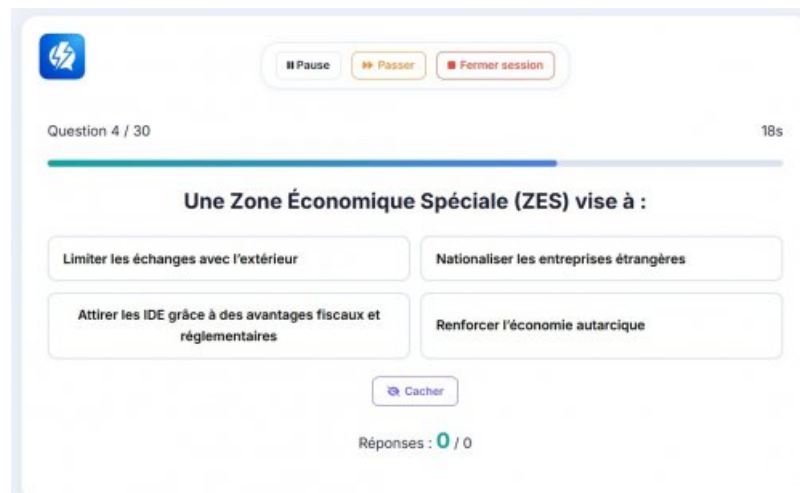 Pause
Passer
Fermer session
Question 4 / 30
18s
Une Zone Économique Spéciale (ZES) vise à :
Limiter les échanges avec l'extérieur
Nationaliser les entreprises étrangères
Attirer les IDE grâce à des avantages fiscaux et
réglementaires
Renforcer l'économie autarcique
Cacher
Réponses : 0 / 0